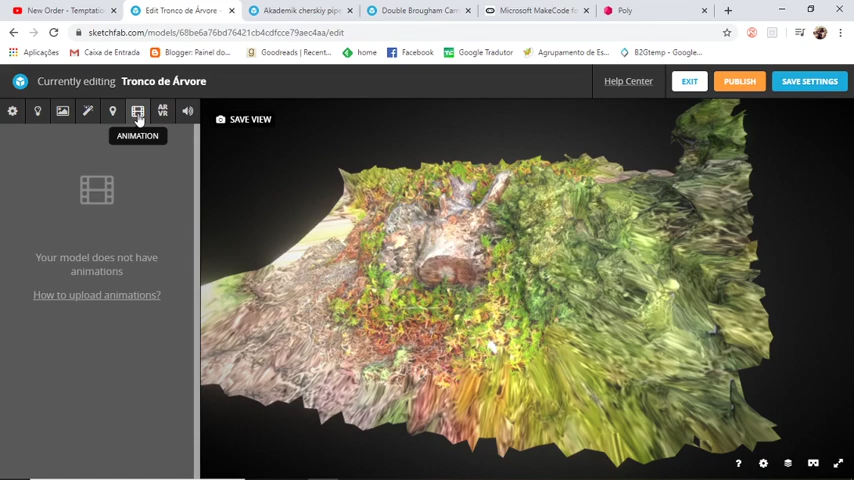 New Order - Temptatio
Edit Tronco de Árvore -
Akademik cherskiy pipe
Double Brougham Carr
Microsoft MakeCode fo
Poly
sketchfab.com/models/68be6a76bd76421cb4cdfcce79aec4aa/edit
Aplicações
Caixa de Entrada
Blogger: Painel do...
Goodreads | Recent...
home
Facebook
Google Tradutor
Agrupamento de Es...
B2Gtemp - Google...
Currently editing Tronco de Árvore
Help Center
EXIT
PUBLISH
SAVE SETTINGS
AR
VR
SAVE VIEW
ANIMATION
Your model does not have
animations
How to upload animations?